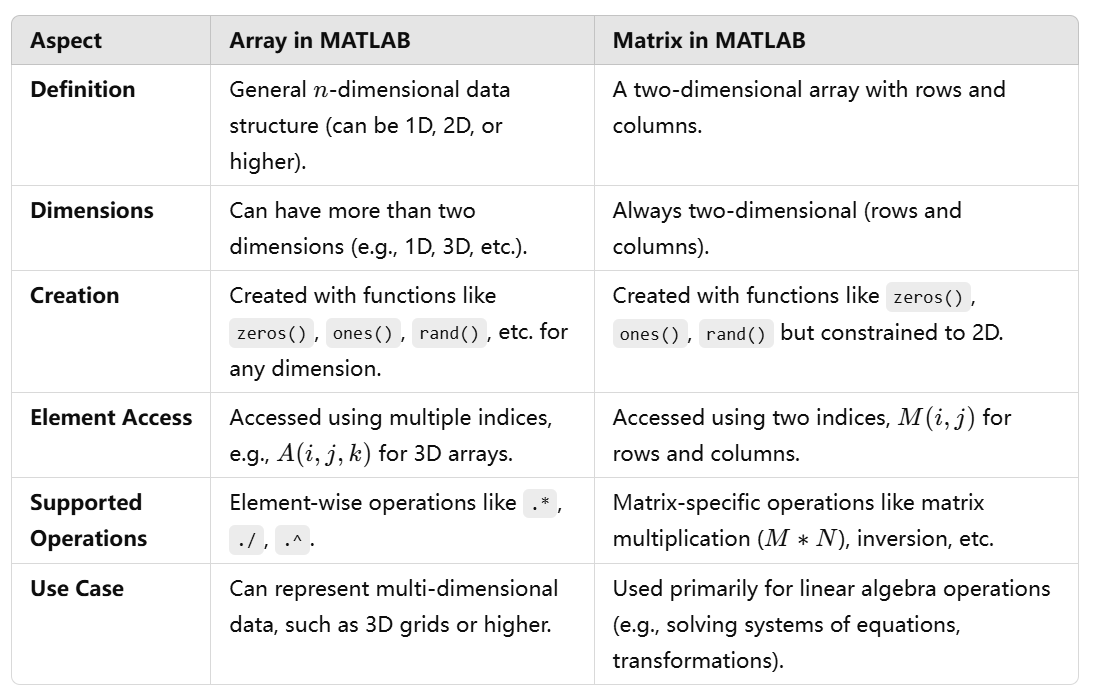 Aspect Array in MATLAB Matrix in MATLAB
Definition General n-dimensional data A two-dimensional array with rows and
structure (can be 1D, 2D, or columns.
higher).
Dimensions Can have more than two Always two-dimensional (rows and
dimensions (e.g., 1D, 3D, etc.). columns).
Creation Created with functions like Created with functions like zeros(),
zeros(), ones(), rand(), etc. for ones(), rand() but constrained to 2D.
any dimension.
Element Access Accessed using multiple indices, Accessed using two indices, M(i, j) for
e.g., A(i, j, k) for 3D arrays. rows and columns.
Supported Element-wise operations like .*, Matrix-specific operations like matrix
Operations ./, .^. multiplication (M * N), inversion, etc.
Use Case Can represent multi-dimensional Used primarily for linear algebra operations
data, such as 3D grids or higher. (e.g., solving systems of equations,
transformations).